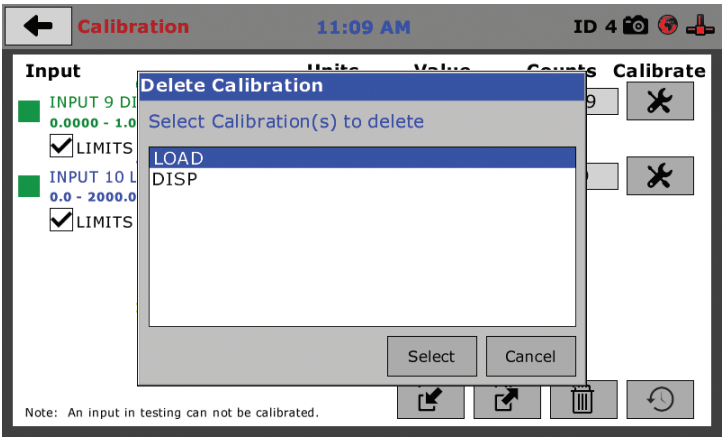 Calibration 11:09 AM ID 4
Input Units Value Counts Calibrate
Delete Calibration
INPUT 9 DI 9
Select Calibration(s) to delete
0.0000 - 1.0
LIMITS
LOAD
INPUT 10 L
DISP
0.0 - 2000.0
LIMITS
Select Cancel
Note: An input in testing can not be calibrated.